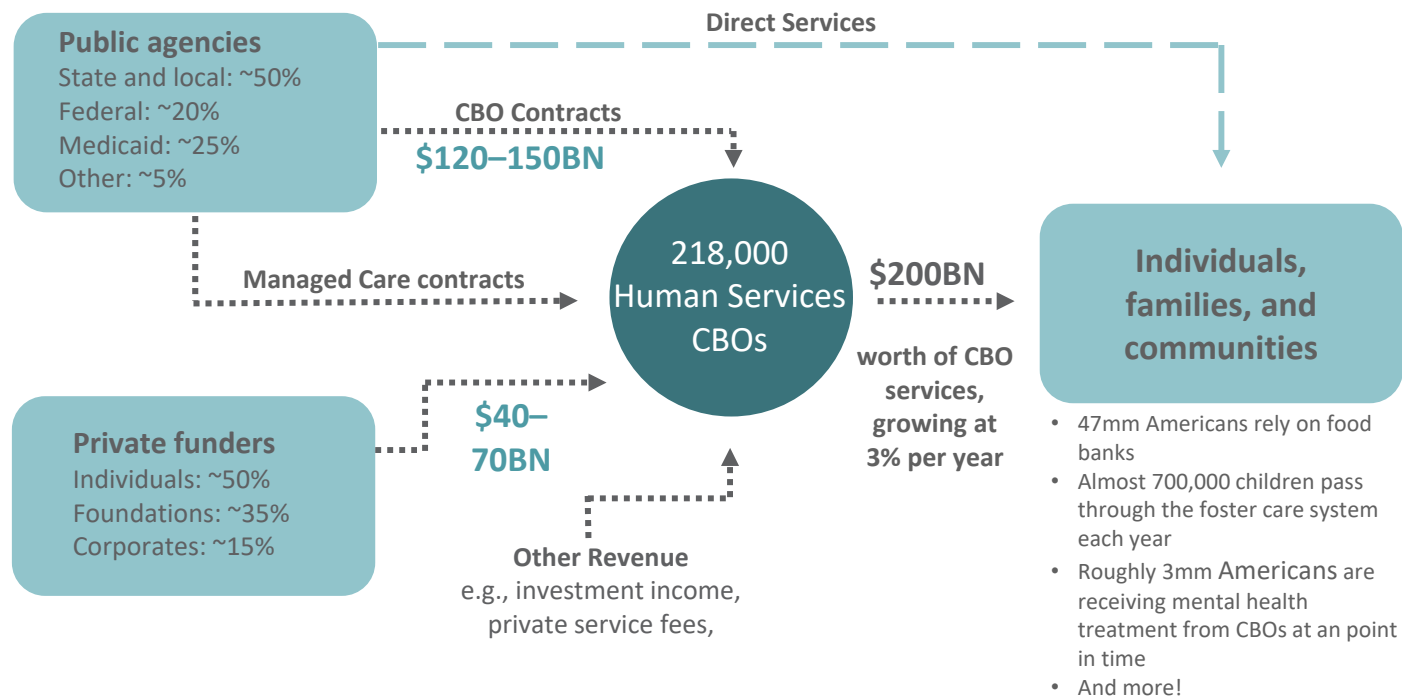 Direct Services
Public agencies
State and local: ~50%
Federal: ~20%
Medicaid: ~25%
Other: ~5%
CBO Contracts
$120–150BN
Managed Care contracts
218,000
Human Services
CBOs
$200BN
worth of CBO
services,
growing at
3% per year
Individuals,
families, and
communities
Private funders
Individuals: ~50%
Foundations: ~35%
Corporates: ~15%
$40–
70BN
Other Revenue
e.g., investment income,
private service fees,
• 47mm Americans rely on food
banks
• Almost 700,000 children pass
through the foster care system
each year
• Roughly 3mm Americans are
receiving mental health
treatment from CBOs at an point
in time
• And more!